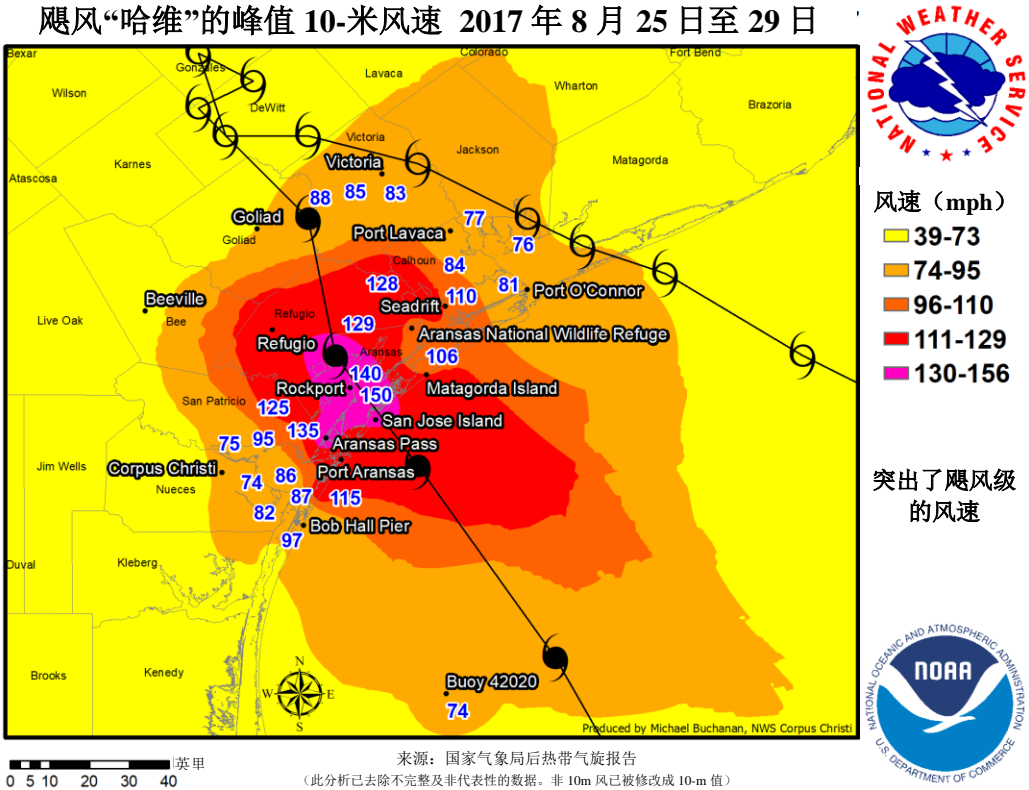 飓风“哈维”的峰值 10-米风速 2017 年 8 月 25 日至 29 日
Bexar
Gonzales
Colorado
Fort Bend
Lavaca
Wharton
Wilson
DeWitt
Brazoria
Victoria
Jackson
Karnes
Victoria
Matagorda
Atascosa
88
85
83
Goliad
77
Goliad
Port Lavaca
76
Calhoun
84
128
81
Port O'Connor
Beeville
110
Seadrift
Bee
Refugio
Live Oak
129
Aransas National Wildlife Refuge
Refugio
Aransas
106
140
Rockport
Matagorda Island
150
San Patricio
125
San Jose Island
135
75
95
Aransas Pass
Jim Wells
Corpus Christi
Port Aransas
74
86
Nueces
87
115
82
Bob Hall Pier
97
Duval
Kleberg
Brooks
Kenedy
N
W
E
S
Buoy 42020
74
Produced by Michael Buchanan, NWS Corpus Christi
NATIONAL WEATHER SERVICE
风速（mph）
39-73
74-95
96-110
111-129
130-156
突出了飓风级
的风速
NATIONAL OCEANIC AND ATMOSPHERIC ADMINISTRATION
NOAA
U.S. DEPARTMENT OF COMMERCE
英里
0 5 10 20 30 40
来源：国家气象局后热带气旋报告
（此分析已去除不完整及非代表性的数据。非 10m 风已被修改成 10-m 值）